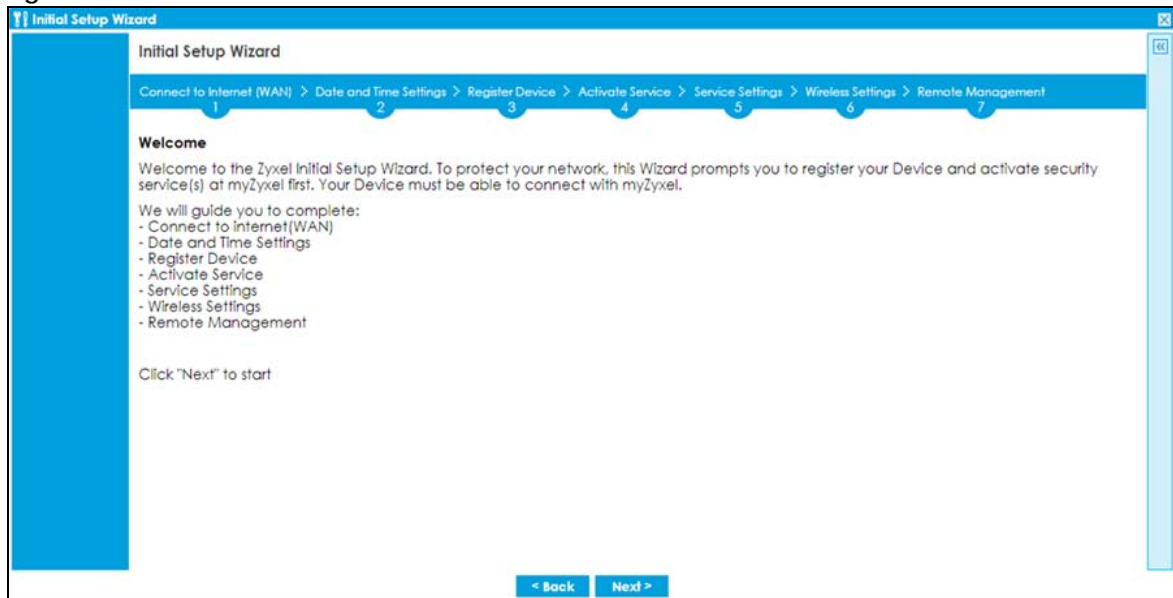 Initial Setup Wizard
Initial Setup Wizard
Connect to Internet (WAN) > Date and Time Settings > Register Device > Activate Service > Service Settings > Wireless Settings > Remote Management
1 2 3 4 5 6 7
Welcome
Welcome to the Zyxel Initial Setup Wizard. To protect your network, this Wizard prompts you to register your Device and activate security
service(s) at myZyxel first. Your Device must be able to connect with myZyxel.
We will guide you to complete:
- Connect to internet(WAN)
- Date and Time Settings
- Register Device
- Activate Service
- Service Settings
- Wireless Settings
- Remote Management
Click "Next" to start
< Back Next >